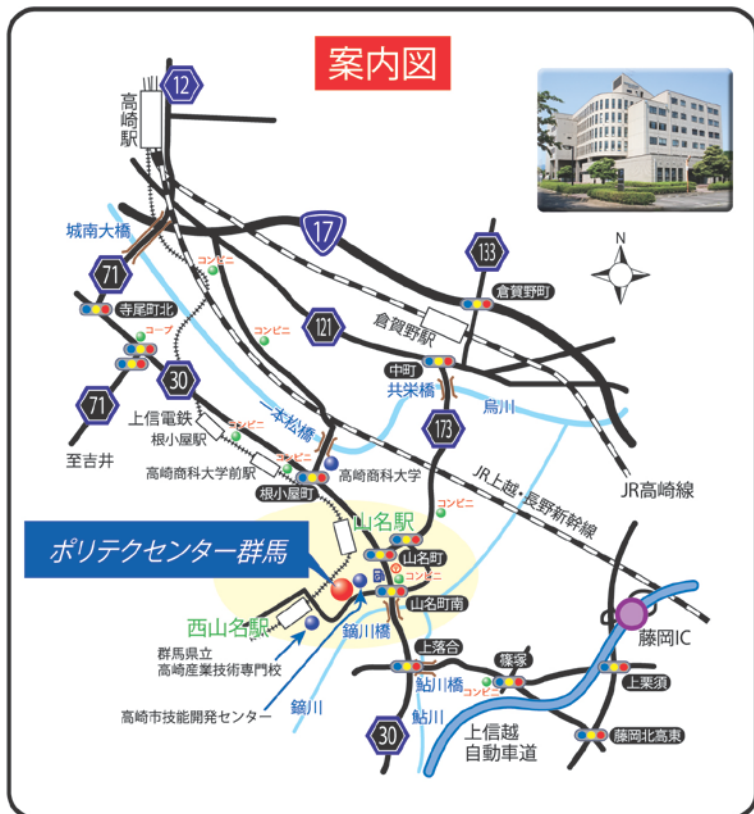 案内図
12
高崎駅
N
城南大橋
17
133
コンビニ
倉賀野町
71
寺尾町北
コープ
コンビニ
121
倉賀野駅
中町
30
共栄橋
烏川
71
上信電鉄
一本松橋
173
根小屋駅
コンビニ
至吉井
高崎商科大学前駅
コンビニ
高崎商科大学
JR上越・長野新幹線
JR高崎線
根小屋町
コンビニ
山名駅
ポリテクセンター群馬
山名町
コンビニ
山名町南
西山名駅
鏑川橋
藤岡IC
群馬県立
高崎産業技術専門校
上落合
篠塚
上栗須
鮎川橋
コンビニ
高崎市技能開発センター
鏑川
鮎川
30
上信越
自動車道
藤岡北高東